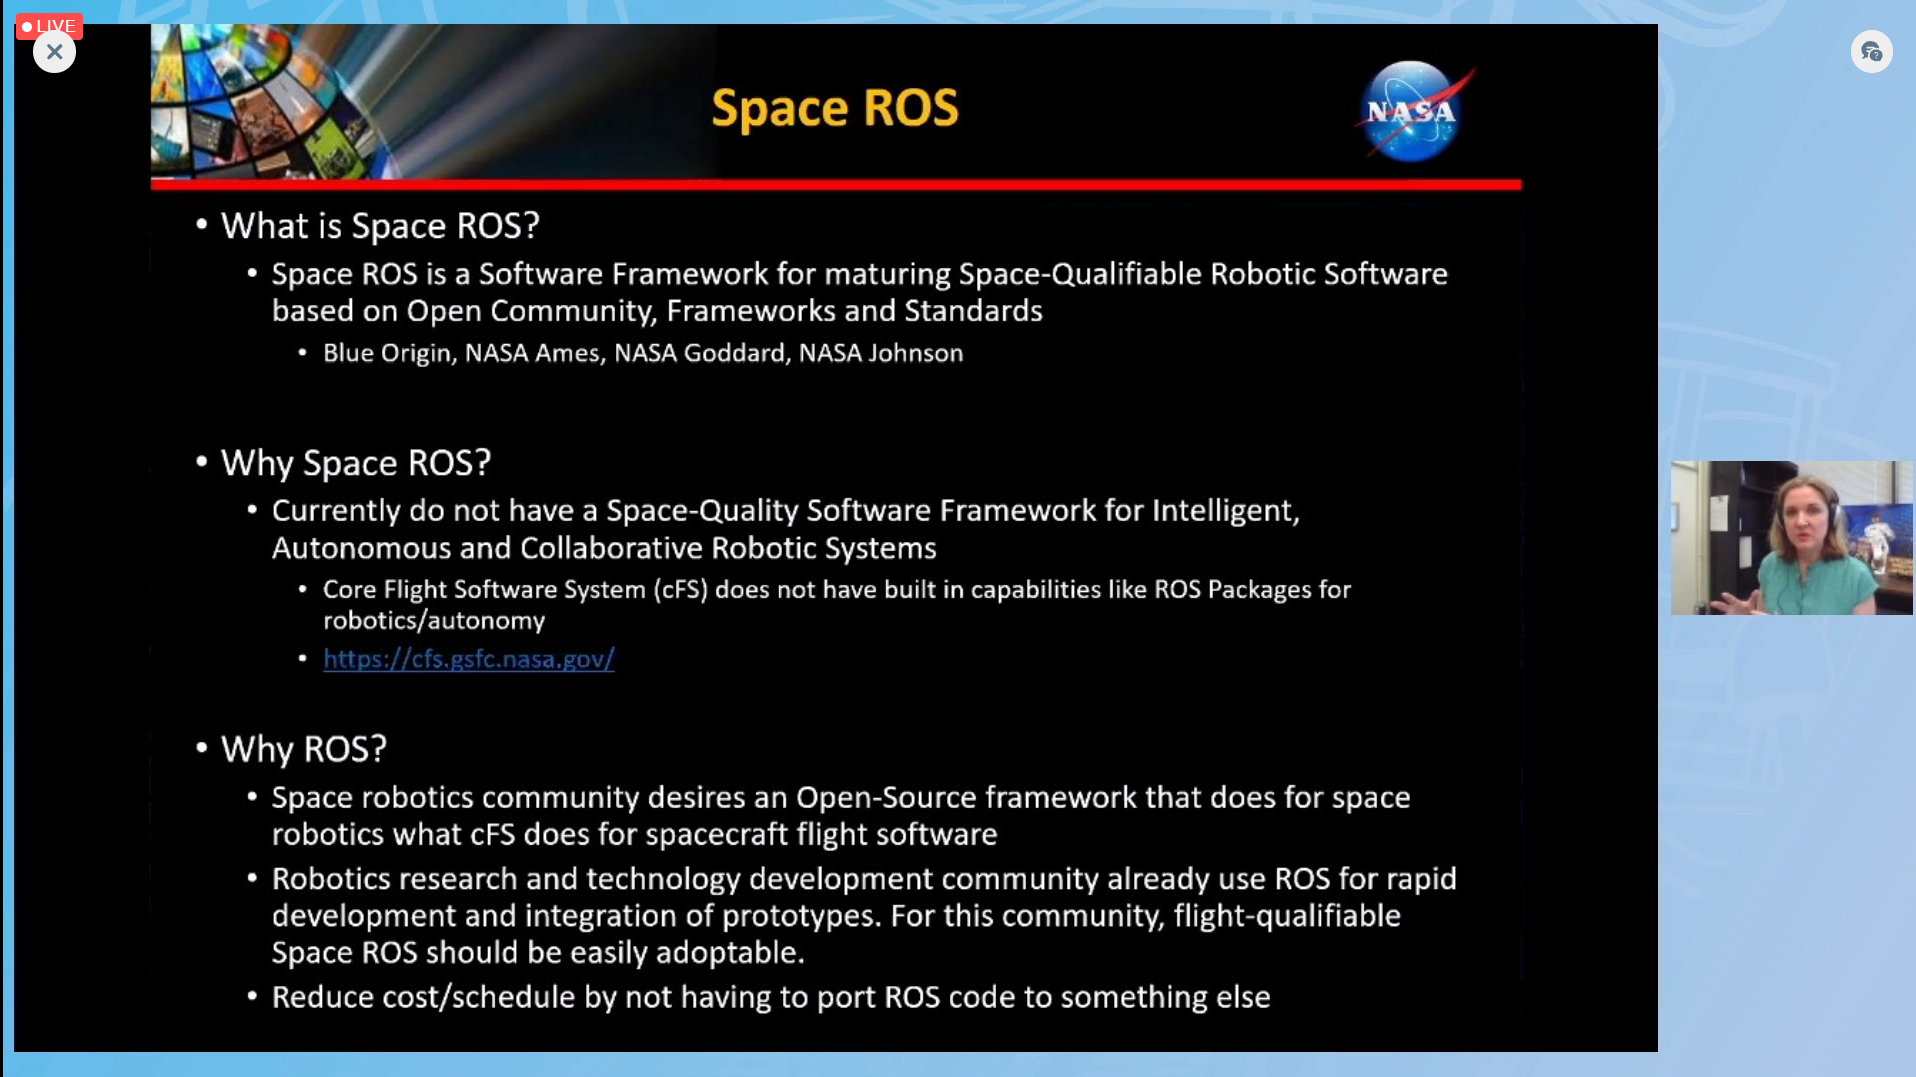 LIVE
Space ROS
NASA
• What is Space ROS?
• Space ROS is a Software Framework for maturing Space-Qualifiable Robotic Software
based on Open Community, Frameworks and Standards
• Blue Origin, NASA Ames, NASA Goddard, NASA Johnson
• Why Space ROS?
• Currently do not have a Space-Quality Software Framework for Intelligent,
Autonomous and Collaborative Robotic Systems
• Core Flight Software System (cFS) does not have built in capabilities like ROS Packages for
robotics/autonomy
• https://cfs.gsfc.nasa.gov/
• Why ROS?
• Space robotics community desires an Open-Source framework that does for space
robotics what cFS does for spacecraft flight software
• Robotics research and technology development community already use ROS for rapid
development and integration of prototypes. For this community, flight-qualifiable
Space ROS should be easily adoptable.
• Reduce cost/schedule by not having to port ROS code to something else